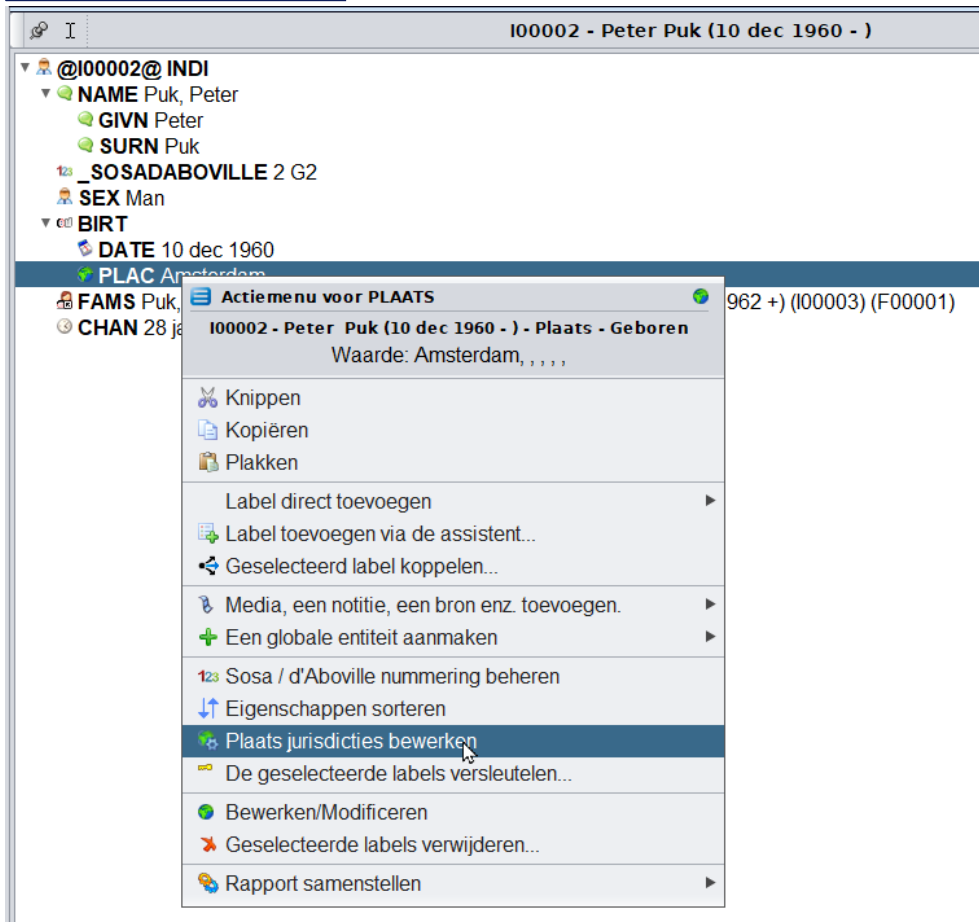 I00002 - Peter Puk (10 dec 1960 - )
@I00002@ INDI
NAME Puk, Peter
GIVN Peter
SURN Puk
_SOSADABOVILLE 2 G2
SEX Man
BIRT
DATE 10 dec 1960
PLAC Amsterdam
FAMS Puk, 962 +) (I00003) (F00001)
CHAN 28 ja
Actiemenu voor PLAATS
I00002 - Peter Puk (10 dec 1960 - ) - Plaats - Geboren
Waarde: Amsterdam, , , , ,
Knippen
Kopiëren
Plakken
Label direct toevoegen
Label toevoegen via de assistent...
Geselecteerd label koppelen...
Media, een notitie, een bron enz. toevoegen.
Een globale entiteit aanmaken
123 Sosa / d'Aboville nummering beheren
Eigenschappen sorteren
Plaats jurisdicties bewerken
De geselecteerde labels versleutelen...
Bewerken/Modificeren
Geselecteerde labels verwijderen...
Rapport samenstellen